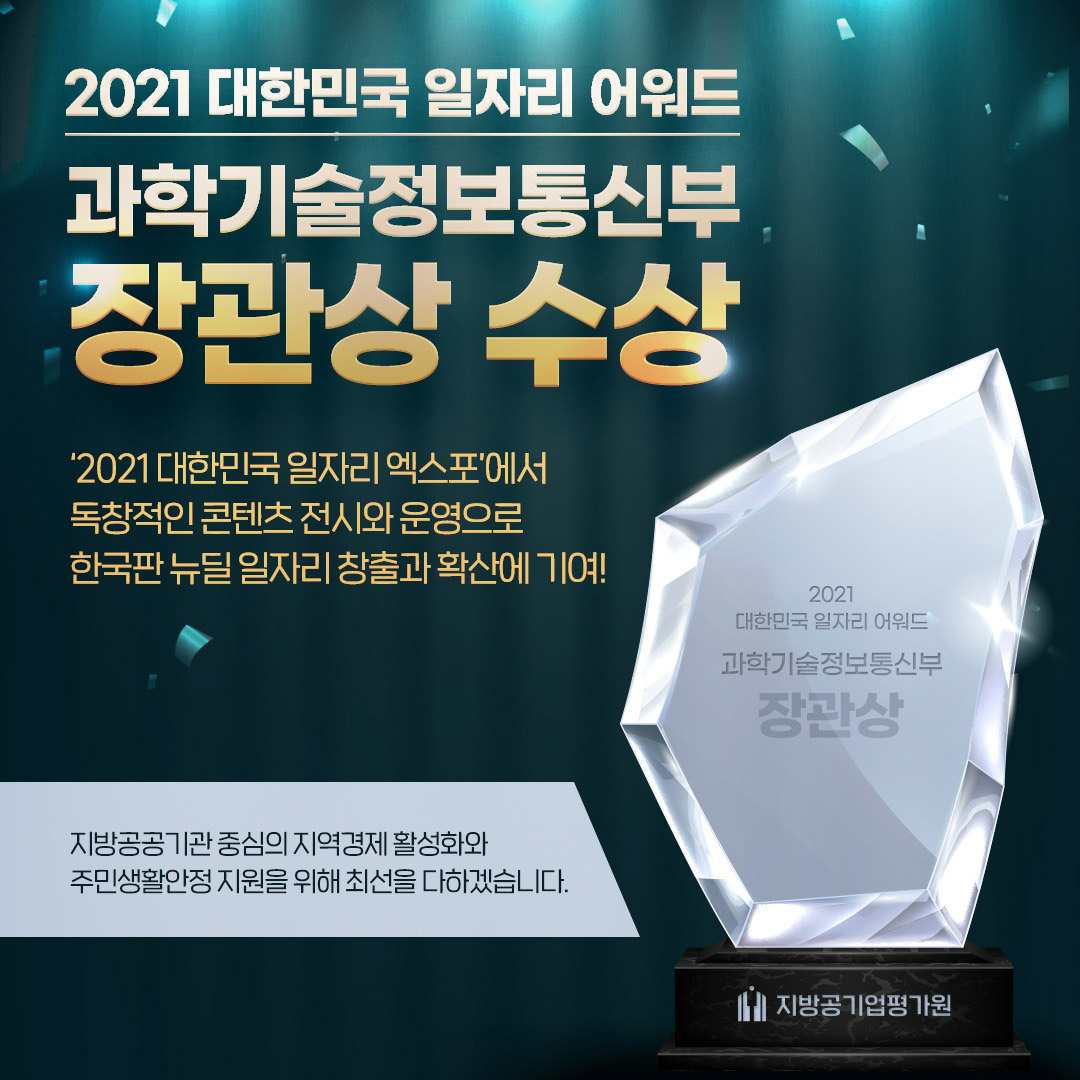 2021 대한민국 일자리 어워드
과학기술정보통신부
장관상 수상
‘2021 대한민국 일자리 엑스포’에서
독창적인 콘텐츠 전시와 운영으로
한국판 뉴딜 일자리 창출과 확산에 기여!
2021
대한민국 일자리 어워드
과학기술정보통신부
장관상
지방공공기관 중심의 지역경제 활성화와
주민생활안정 지원을 위해 최선을 다하겠습니다.
지방공기업평가원